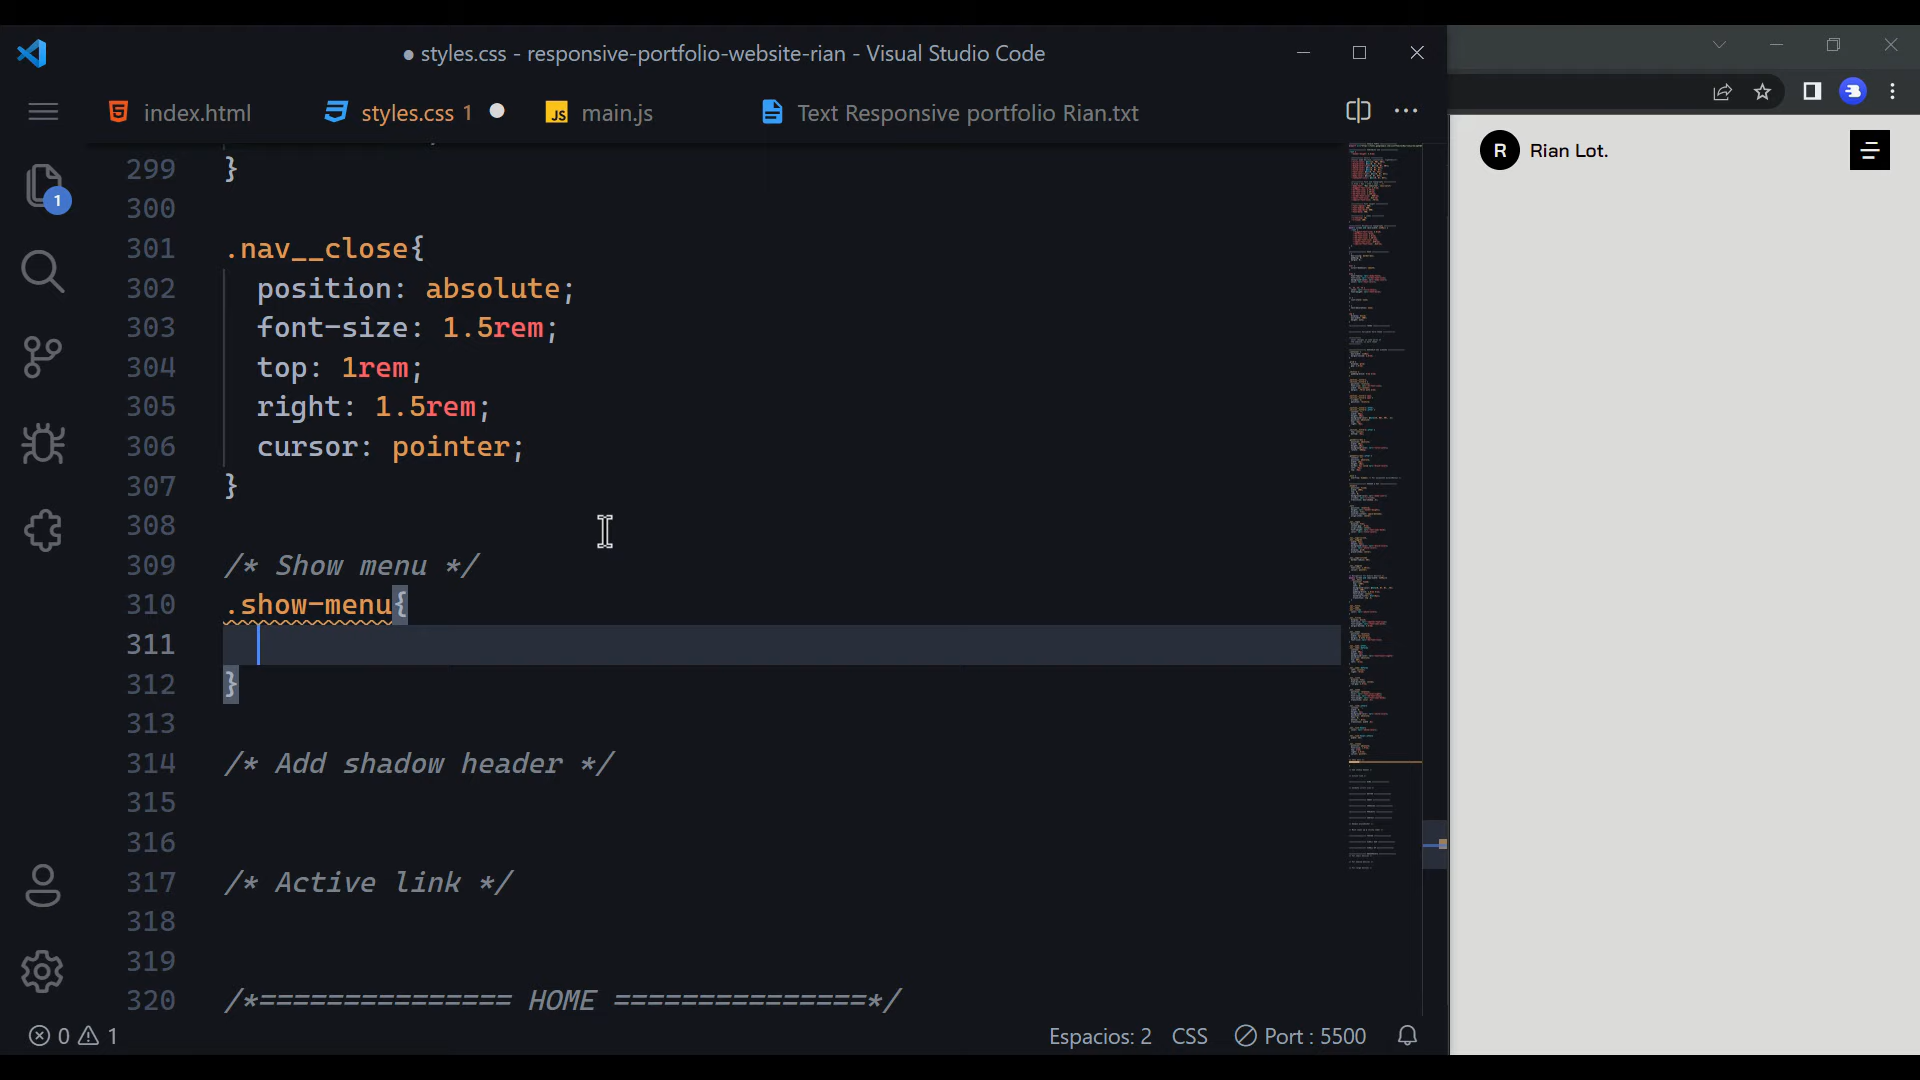 ● styles.css - responsive-portfolio-website-rian - Visual Studio Code
index.html
styles.css 1
JS main.js
Text Responsive portfolio Rian.txt
R Rian Lot.
299 }
300
301 .nav__close{
302 position: absolute;
303 font-size: 1.5rem;
304 top: 1rem;
305 right: 1.5rem;
306 cursor: pointer;
307 }
308
309 /* Show menu */
310 .show-menu{
311
312 }
313
314 /* Add shadow header */
315
316
317 /* Active link */
318
319
320 /*=============== HOME ===============*/
1
0 1
Espacios: 2 CSS Port : 5500